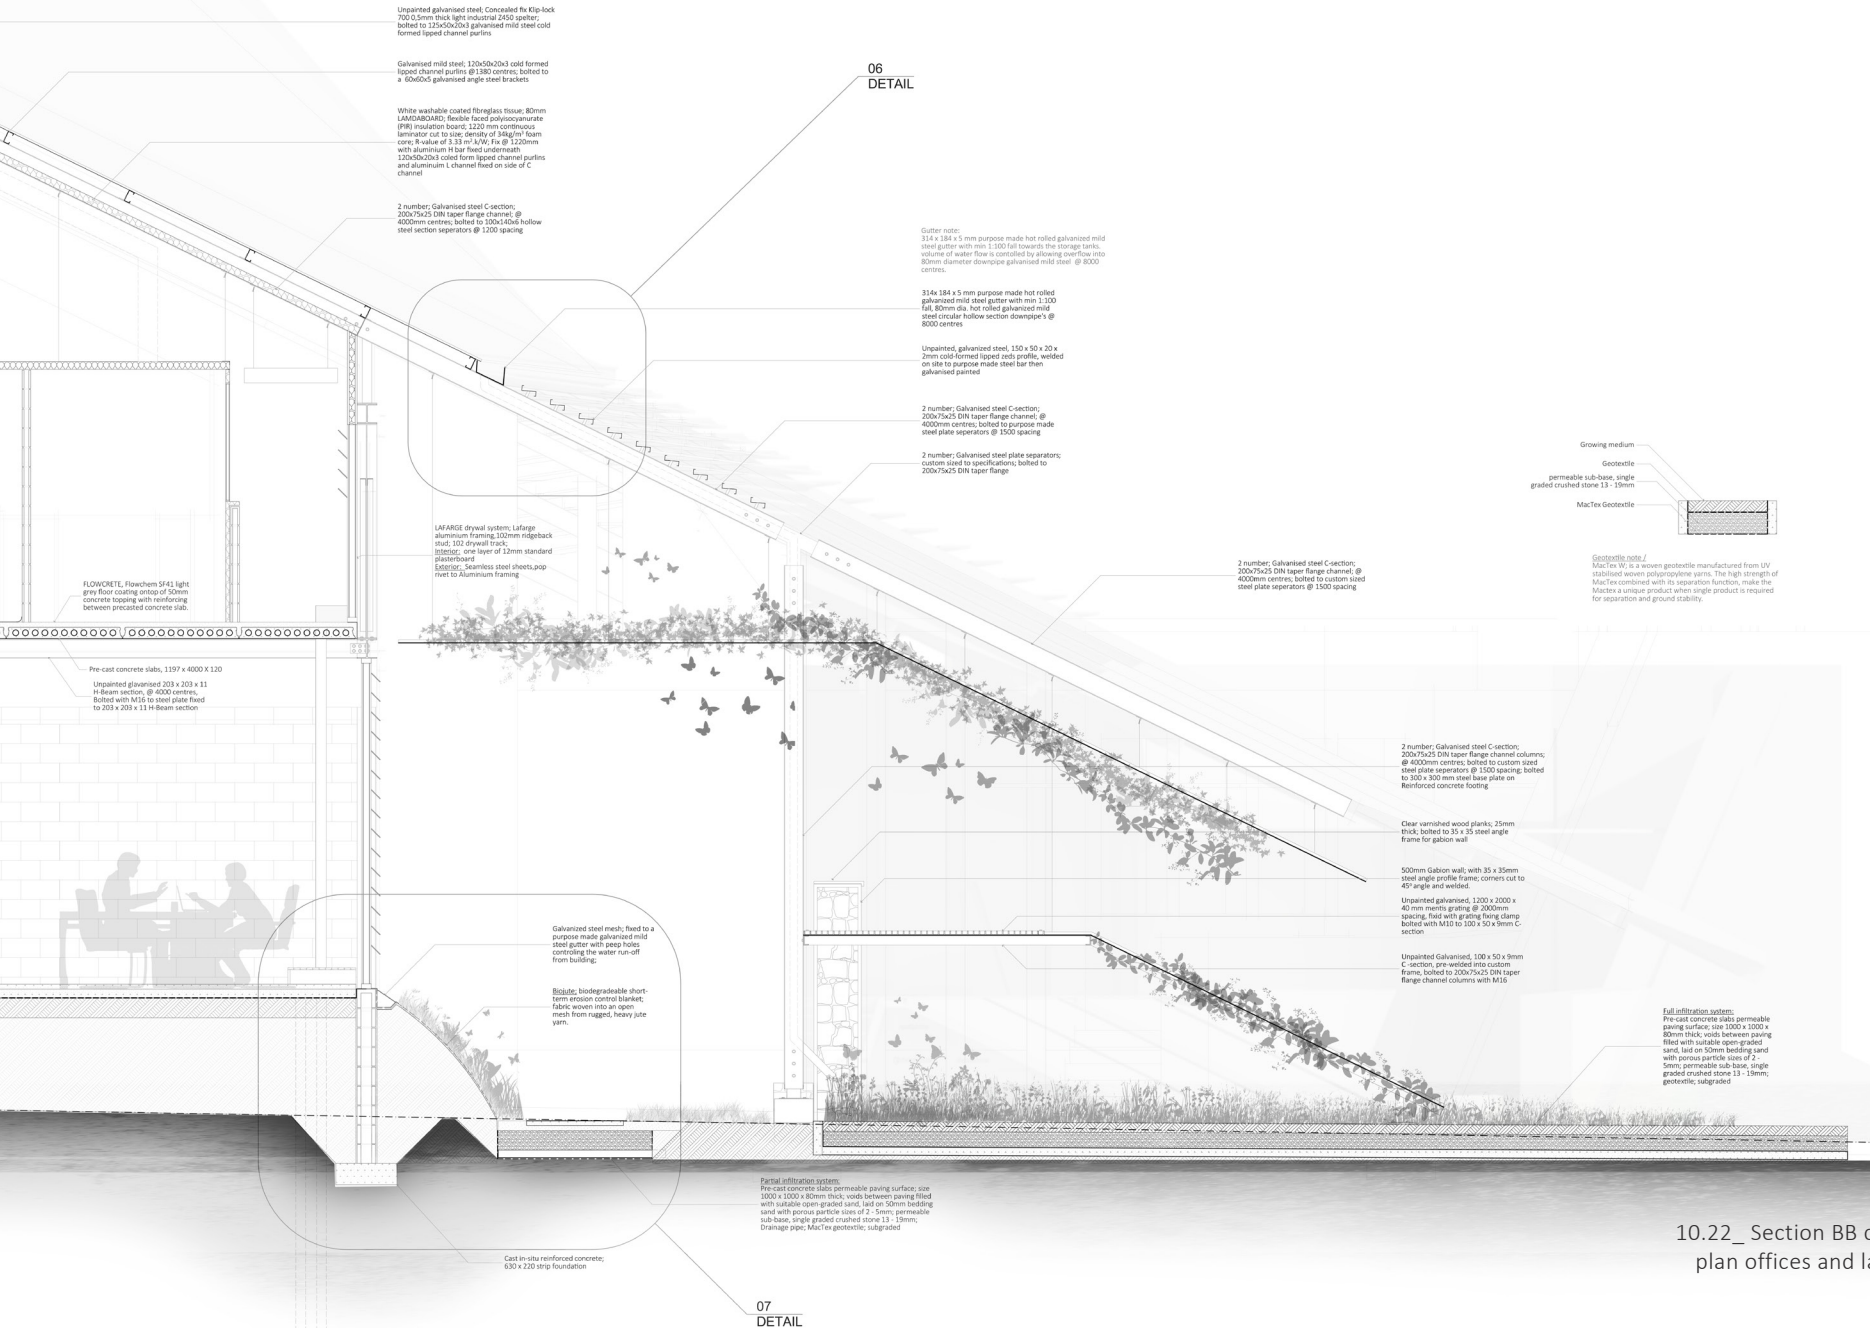 Unpainted galvanised steel; Concealed fix Klip-lock
700 0,5mm thick light industrial Z450 spelter;
bolted to 125x50x20x3 galvanised mild steel cold
formed lipped channel purlins
Galvanised mild steel; 120x50x20x3 cold formed
lipped channel purlins @1380 centres; bolted to
a 60x60x5 galvanised angle steel brackets
White washable coated fibreglass tissue; 80mm
LAMDABOARD; flexible faced polyisocyanurate
(PIR) insulation board; 1220 mm continuous
laminator cut to size; density of 34kg/m³ foam
core; R-value of 3.33 m².k/W; Fix @ 1220mm
with aluminium H bar fixed underneath
120x50x20x3 coled form lipped channel purlins
and aluminuim L channel fixed on side of C
channel
2 number; Galvanised steel C-section;
200x75x25 DIN taper flange channel; @
4000mm centres; bolted to 100x140x6 hollow
steel section seperators @ 1200 spacing
06
DETAIL
Gutter note:
314 x 184 x 5 mm purpose made hot rolled galvanized mild
steel gutter with min 1:100 fall towards the storage tanks.
volume of water flow is contolled by allowing overflow into
80mm diameter downpipe galvanised mild steel @ 8000
centres.
314x 184 x 5 mm purpose made hot rolled
galvanized mild steel gutter with min 1:100
fall, 80mm dia. hot rolled galvanized mild
steel circular hollow section downpipe's @
8000 centres
Unpainted, galvanized steel, 150 x 50 x 20 x
2mm cold-formed lipped zeds profile, welded
on site to purpose made steel bar then
galvanised painted
2 number; Galvanised steel C-section;
200x75x25 DIN taper flange channel; @
4000mm centres; bolted to purpose made
steel plate seperators @ 1500 spacing
2 number; Galvanised steel plate separators;
custom sized to specifications; bolted to
200x75x25 DIN taper flange
Growing medium
Geotextile
permeable sub-base, single
graded crushed stone 13 - 19mm
MacTex Geotextile
Geotextile note /
MacTex W; is a woven geotextile manufactured from UV
stabilised woven polypropylene yarns. The high strength of
MacTex combined with its separation function, make the
Mactex a unique product when single product is required
for separation and ground stability.
LAFARGE drywal system; Lafarge
aluminium framing,102mm ridgeback
stud; 102 drywall track;
Interior: one layer of 12mm standard
plasterboard
Exterior: Seamless steel sheets,pop
rivet to Aluminium framing
2 number; Galvanised steel C-section;
200x75x25 DIN taper flange channel; @
4000mm centres; bolted to custom sized
steel plate seperators @ 1500 spacing
FLOWCRETE, Flowchem SF41 light
grey floor coating ontop of 50mm
concrete topping with reinforcing
between precasted concrete slab.
Pre-cast concrete slabs, 1197 x 4000 X 120
Unpainted glavanised 203 x 203 x 11
H-Beam section, @ 4000 centres,
Bolted with M16 to steel plate fixed
to 203 x 203 x 11 H-Beam section
2 number; Galvanised steel C-section;
200x75x25 DIN taper flange channel columns;
@ 4000mm centres; bolted to custom sized
steel plate seperators @ 1500 spacing; bolted
to 300 x 300 mm steel base plate on
Reinforced concrete footing
Clear varnished wood planks; 25mm
thick; bolted to 35 x 35 steel angle
frame for gabion wall
500mm Gabion wall; with 35 x 35mm
steel angle profile frame; corners cut to
45° angle and welded.
Unpainted galvanised, 1200 x 2000 x
40 mm mentis grating @ 2000mm
spacing, fixid with grating fixing clamp
bolted with M10 to 100 x 50 x 9mm C-
section
Unpainted Galvanised, 100 x 50 x 9mm
C -section, pre-welded into custom
frame, bolted to 200x75x25 DIN taper
flange channel columns with M16
Galvanized steel mesh; fixed to a
purpose made galvanized mild
steel gutter with peep holes
controling the water run-off
from building;
Biojute; biodegradeable short-
term erosion control blanket;
fabric woven into an open
mesh from rugged, heavy jute
yarn.
Full infiltration system:
Pre-cast concrete slabs permeable
paving surface; size 1000 x 1000 x
80mm thick; voids between paving
filled with suitable open-graded
sand, laid on 50mm bedding sand
with porous particle sizes of 2 -
5mm; permeable sub-base, single
graded crushed stone 13 - 19mm;
geotextile; subgraded
Partial infiltration system:
Pre-cast concrete slabs permeable paving surface; size
1000 x 1000 x 80mm thick; voids between paving filled
with suitable open-graded sand, laid on 50mm bedding
sand with porous particle sizes of 2 - 5mm; permeable
sub-base, single graded crushed stone 13 - 19mm;
Drainage pipe; MacTex geotextile; subgraded
Cast in-situ reinforced concrete;
630 x 220 strip foundation
07
DETAIL
10.22_ Section BB
plan offices and